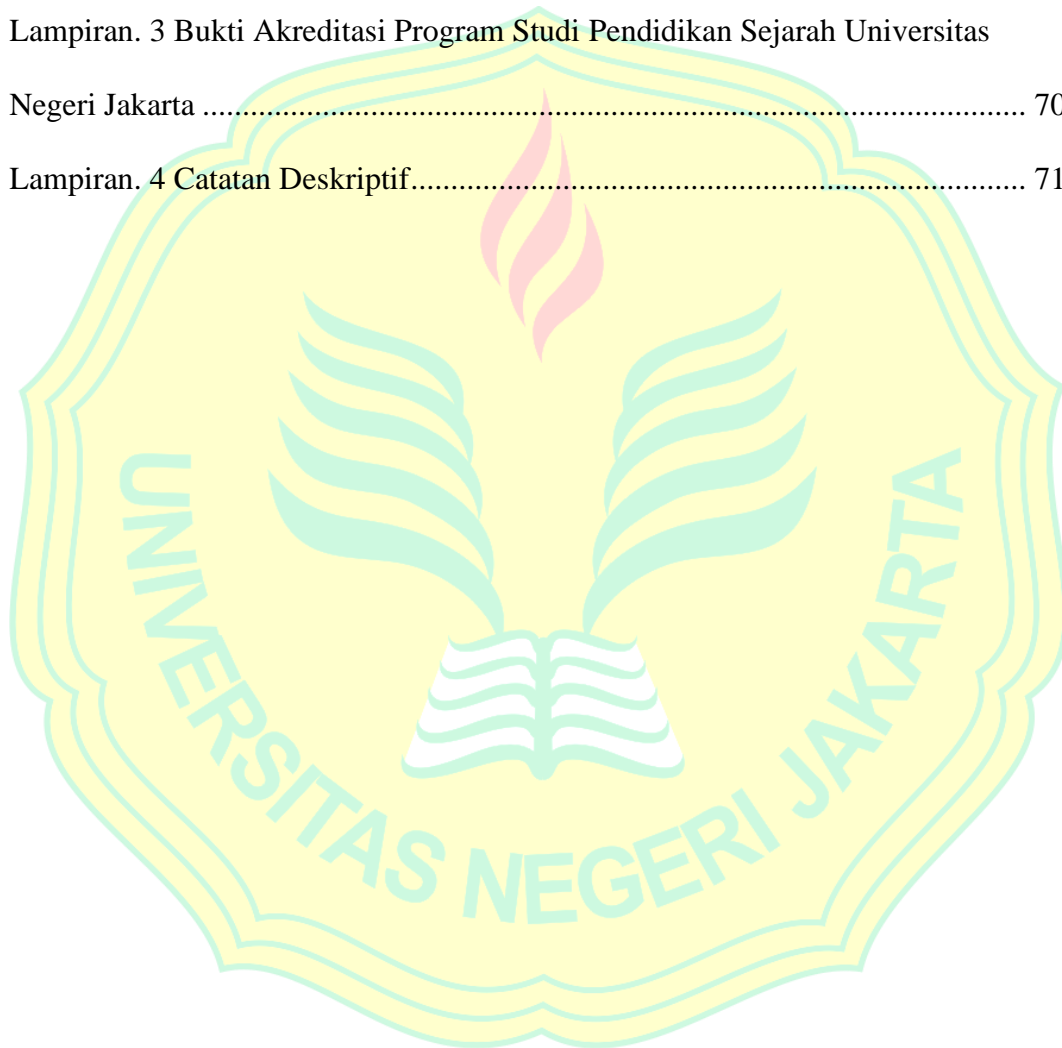 Lampiran. 3 Bukti Akreditasi Program Studi Pendidikan Sejarah Universitas
Negeri Jakarta ........................................................................................................ 70
Lampiran. 4 Catatan Deskriptif.............................................................................. 71
UNIVERSITAS NEGERI JAKARTA